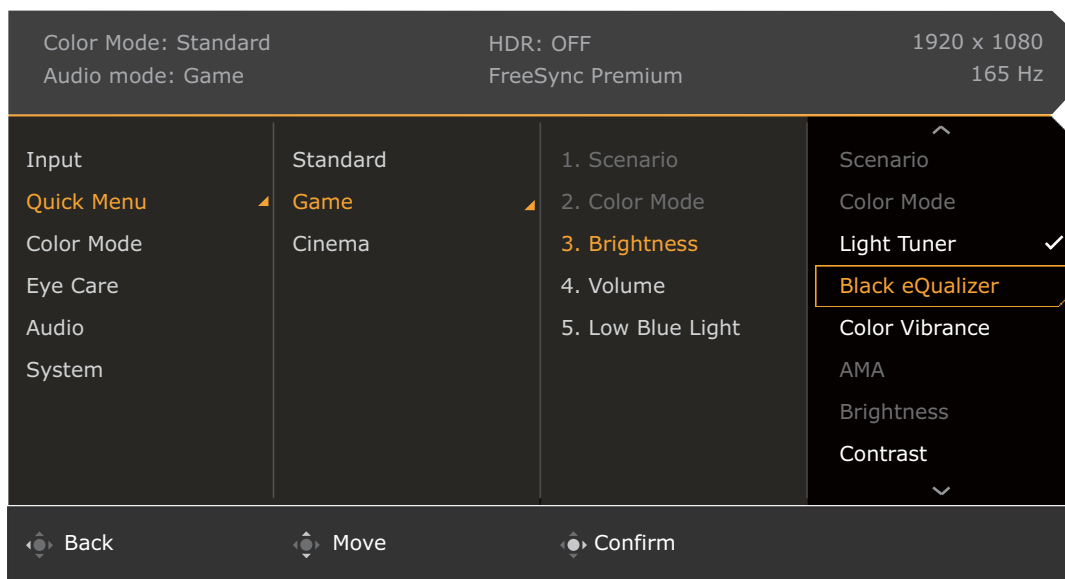 Color Mode: Standard
HDR: OFF
1920 x 1080
Audio mode: Game
FreeSync Premium
165 Hz
Input
Quick Menu
Color Mode
Eye Care
Audio
System
Standard
Game
Cinema
1. Scenario
2. Color Mode
3. Brightness
4. Volume
5. Low Blue Light
Scenario
Color Mode
Light Tuner
Black eQualizer
Color Vibrance
AMA
Brightness
Contrast
Back
Move
Confirm